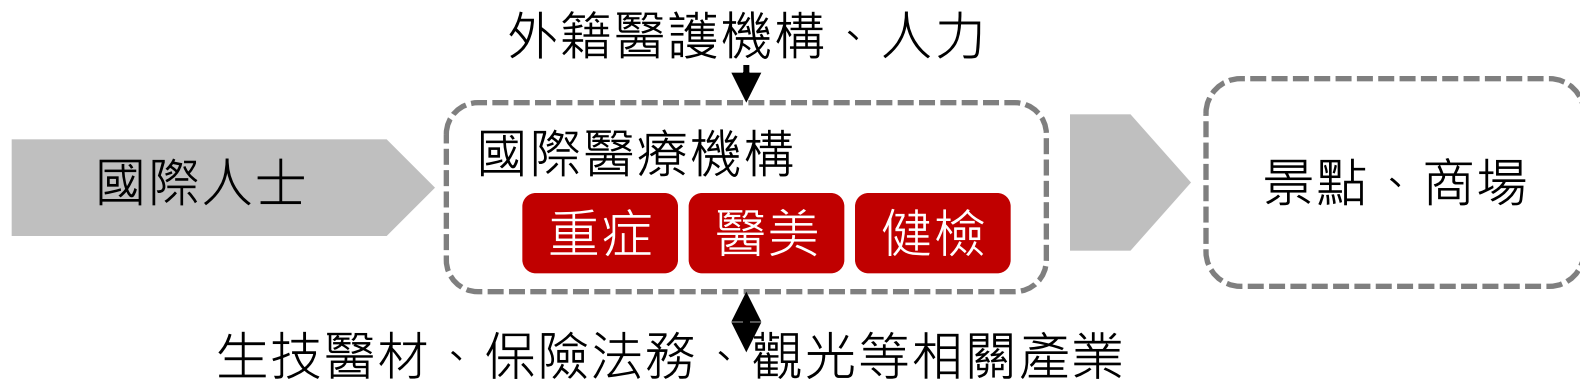 外籍醫護機構、人力
國際人士
國際醫療機構
重症
醫美
健檢
景點、商場
生技醫材、保險法務、觀光等相關產業